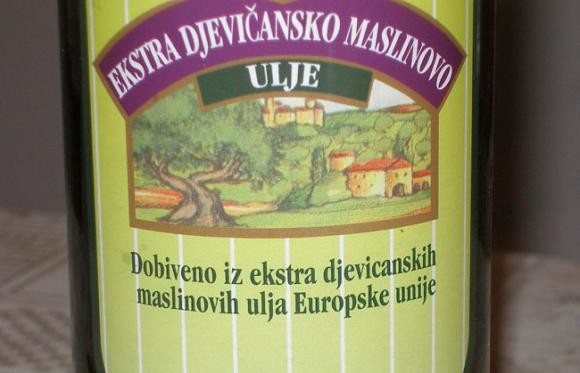 EKSTRA DJEVIČANSKO MASLINOVO
ULJE
Dobiveno iz ekstra djevicanskih
maslinovih ulja Europske unije